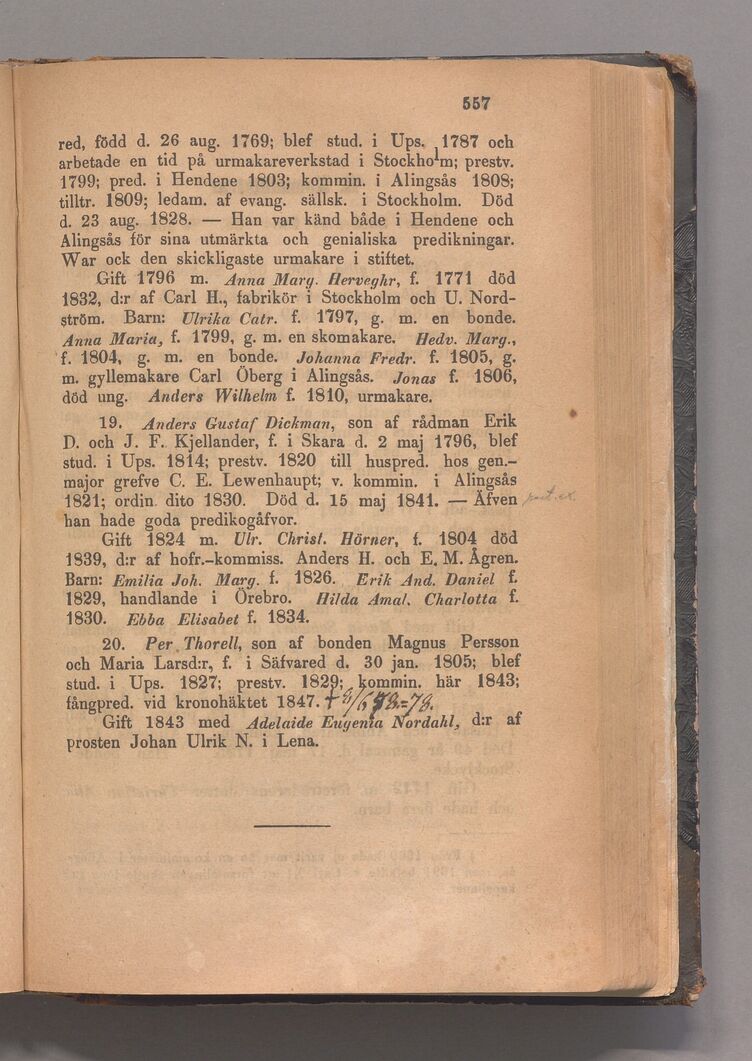 557
red, född d. 26 aug. 1769; blef stud. i Ups. 1787 och
arbetade en tid på urmakareverkstad i Stockholm; prestv.
1799; pred. i Hendene 1803; kommin. i Alingsås 1808;
tilltr. 1809; ledam. af evang. sällsk. i Stockholm. Död
d. 23 aug. 1828. — Han var känd både i Hendene och
Alingsås för sina utmärkta och genialiska predikningar.
War ock den skickligaste urmakare i stiftet.
Gift 1796 m. Anna Marg. Herveghr, f. 1771 död
1832, d:r af Carl H., fabrikör i Stockholm och U. Nord-
ström. Barn: Ulrika Catr. f. 1797, g. m. en bonde.
Anna Maria, f. 1799, g. m. en skomakare. Hedv. Marg.,
f. 1804, g. m. en bonde. Johanna Fredr. f. 1805, g.
m. gyllemakare Carl Öberg i Alingsås. Jonas f. 1806,
död ung. Anders Wilhelm f. 1810, urmakare.
19. Anders Gustaf Dickman, son af rådman Erik
D. och J. F. Kjellander, f. i Skara d. 2 maj 1796, blef
stud. i Ups. 1814; prestv. 1820 till huspred. hos gen.-
major grefve C. E. Lewenhaupt; v. kommin. i Alingsås
1821; ordin. dito 1830. Död d. 15 maj 1841. — Äfven
han hade goda predikogåfvor.
Gift 1824 m. Ulr. Christ. Hörner, f. 1804 död
1839, d:r af hofr.-kommiss. Anders H. och E. M. Ågren.
Barn: Emilia Joh. Marg. f. 1826. Erik And. Daniel f.
1829, handlande i Örebro. Hilda Amal. Charlotta f.
1830. Ebba Elisabet f. 1834.
20. Per Thorell, son af bonden Magnus Persson
och Maria Larsd:r, f. i Säfvared d. 30 jan. 1805; blef
stud. i Ups. 1827; prestv. 1829; kommin. här 1843;
fångpred. vid kronohäktet 1847. +
Gift 1843 med Adelaide Eugenia Nordahl, d:r af
prosten Johan Ulrik N. i Lena.